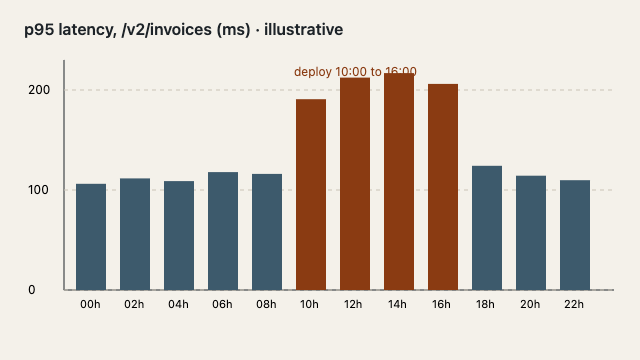 p95 latency, /v2/invoices (ms) · illustrative
deploy 10:00 to 16:00
200
100
0
00h 02h 04h 06h 08h 10h 12h 14h 16h 18h 20h 22h